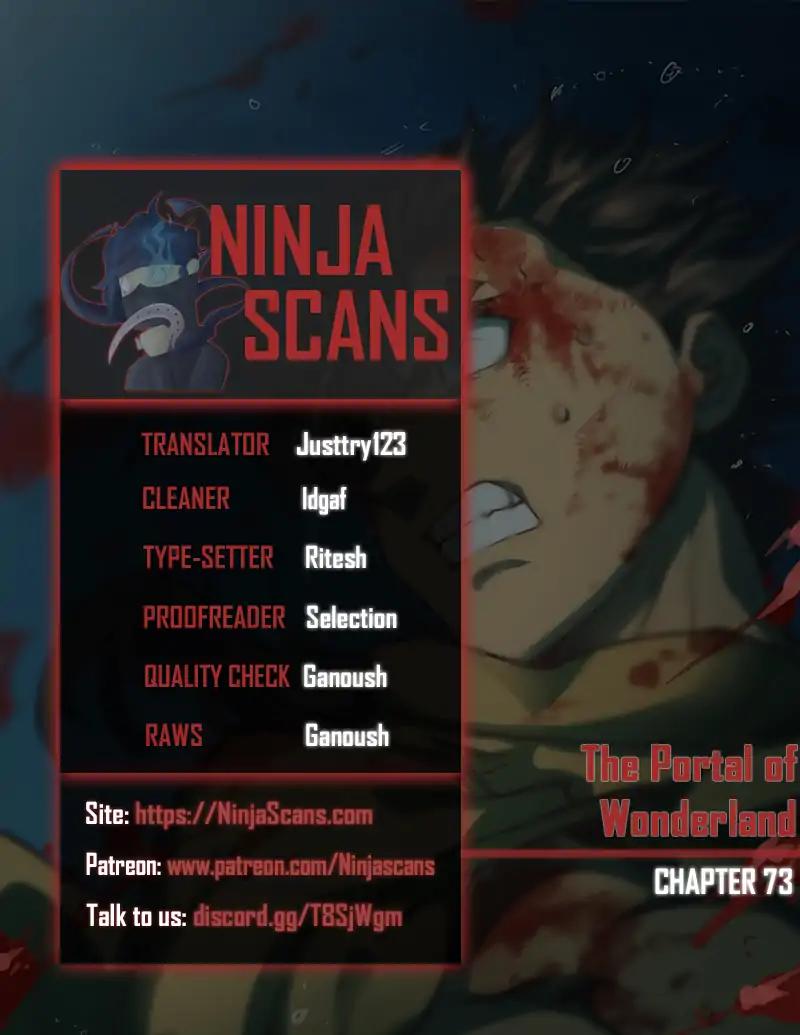 NINJA
SCANS
TRANSLATOR Justtry123
CLEANER Idgaf
TYPE-SETTER Ritesh
PROOFREADER Selection
QUALITY CHECK Ganoush
RAWS Ganoush
Site: https://NinjaScans.com
Patreon: www.patreon.com/Ninjascans
Talk to us: discord.gg/T8SjWgm
The Portal of
Wonderland
CHAPTER 73